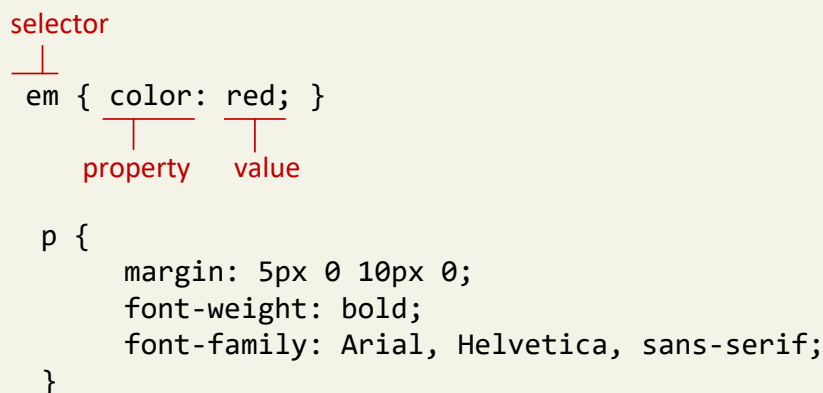 selector
em { color: red; }
property value
p {
margin: 5px 0 10px 0;
font-weight: bold;
font-family: Arial, Helvetica, sans-serif;
}